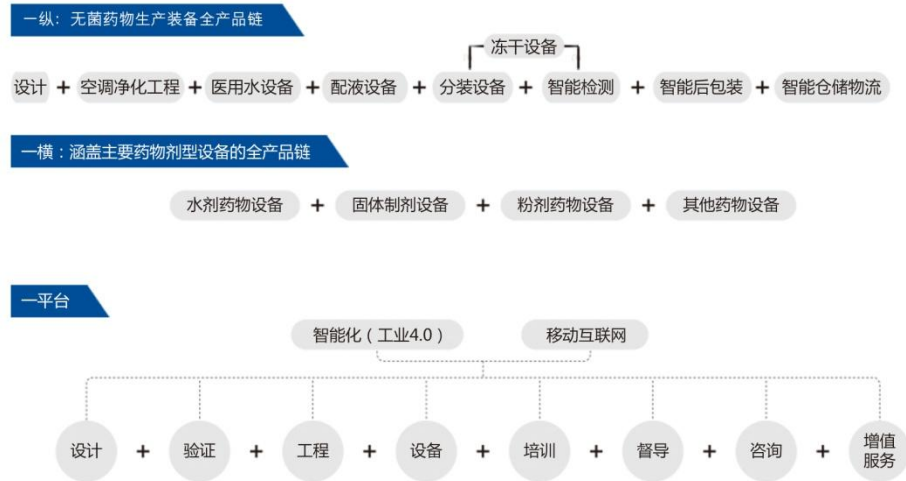 一纵：无菌药物生产装备全产品链
冻干设备
设计 + 空调净化工程 + 医用水设备 + 配液设备 + 分装设备 + 智能检测 + 智能后包装 + 智能仓储物流
一横：涵盖主要药物剂型设备的全产品链
水剂药物设备 + 固体制剂设备 + 粉剂药物设备 + 其他药物设备
一平台
智能化（工业4.0） 移动互联网
设计 + 验证 + 工程 + 设备 + 培训 + 督导 + 咨询 + 增值
服务